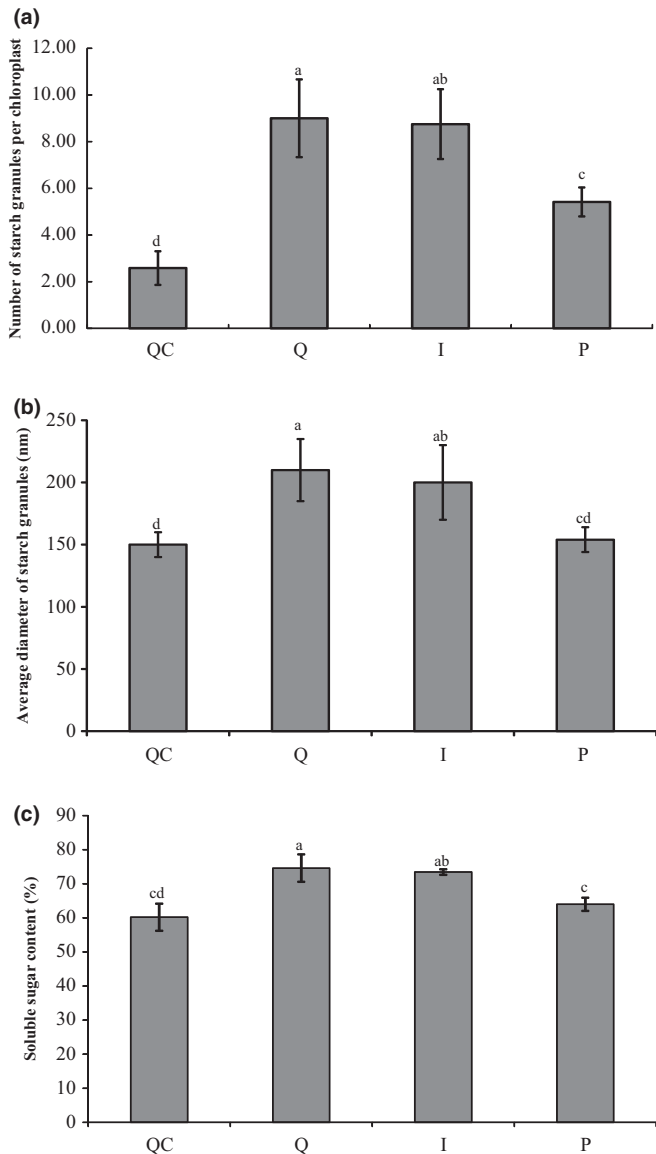 (a)
Number of starch granules per chloroplast
12.00
10.00
8.00
6.00
4.00
2.00
0.00
d
a
ab
c
QC Q I P
(b)
Average diameter of starch granules (nm)
250
200
150
100
50
0
d
a
ab
cd
QC Q I P
(c)
Soluble sugar content (%)
90
80
70
60
50
40
30
20
10
0
cd
a
ab
c
QC Q I P